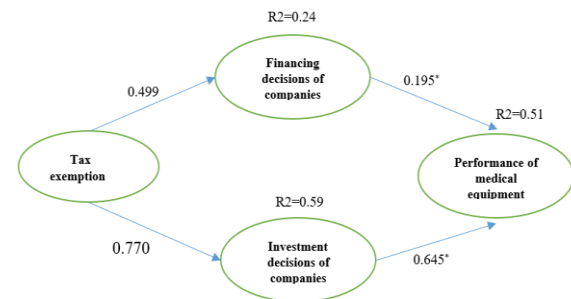 R2=0.24
Financing
decisions of
companies
0.499
0.195*
R2=0.51
Tax
exemption
Performance of
medical
equipment
R2=0.59
0.770
Investment
decisions of
companies
0.645*